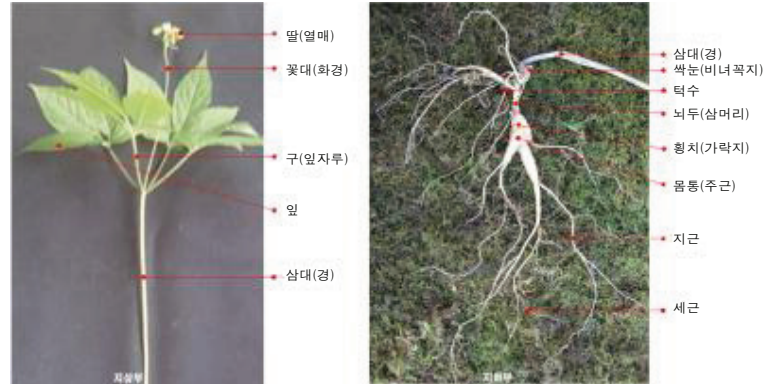 딸(열매)
꽃대(화경)
구(잎자루)
잎
삼대(경)
지상부
삼대(경)
싹눈(비녀꼭지)
턱수
뇌두(삼머리)
횡치(가락지)
몸통(주근)
지근
세근
지하부